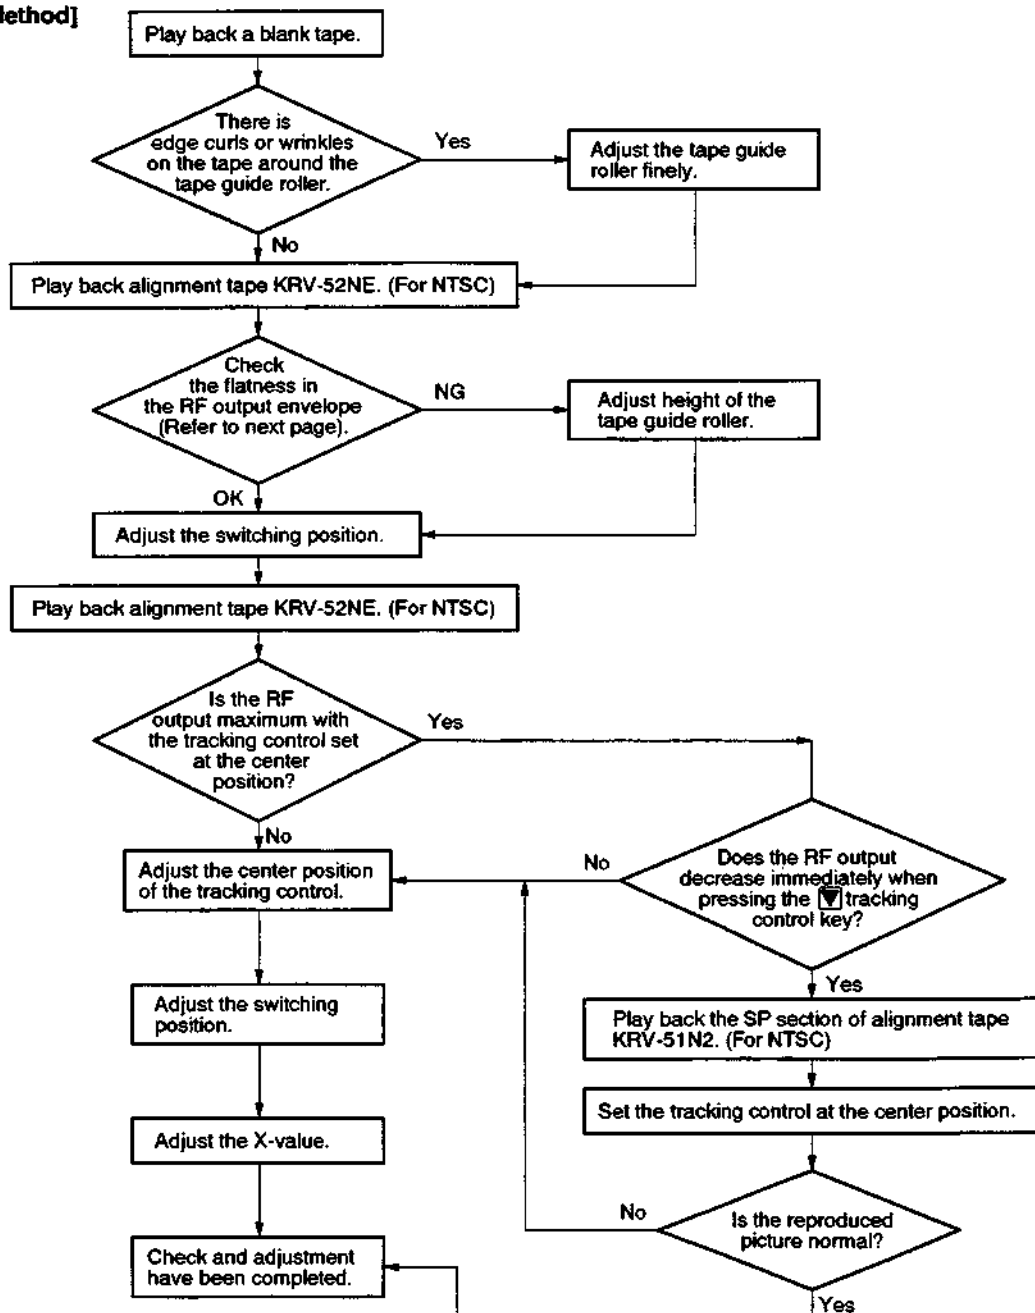 ethod]
Play back a blank tape.
There is
edge curls or wrinkles
on the tape around the
tape guide roller.
Yes
Adjust the tape guide
roller finely.
No
Play back alignment tape KRV-52NE. (For NTSC)
Check
the flatness in
the RF output envelope
(Refer to next page).
NG
Adjust height of the
tape guide roller.
OK
Adjust the switching position.
Play back alignment tape KRV-52NE. (For NTSC)
Is the RF
output maximum with
the tracking control set
at the center
position?
Yes
No
Adjust the center position
of the tracking control.
No
Does the RF output
decrease immediately when
pressing the ▼ tracking
control key?
Yes
Adjust the switching
position.
Play back the SP section of alignment tape
KRV-51N2. (For NTSC)
Set the tracking control at the center position.
Adjust the X-value.
No
Is the reproduced
picture normal?
Check and adjustment
have been completed.
Yes